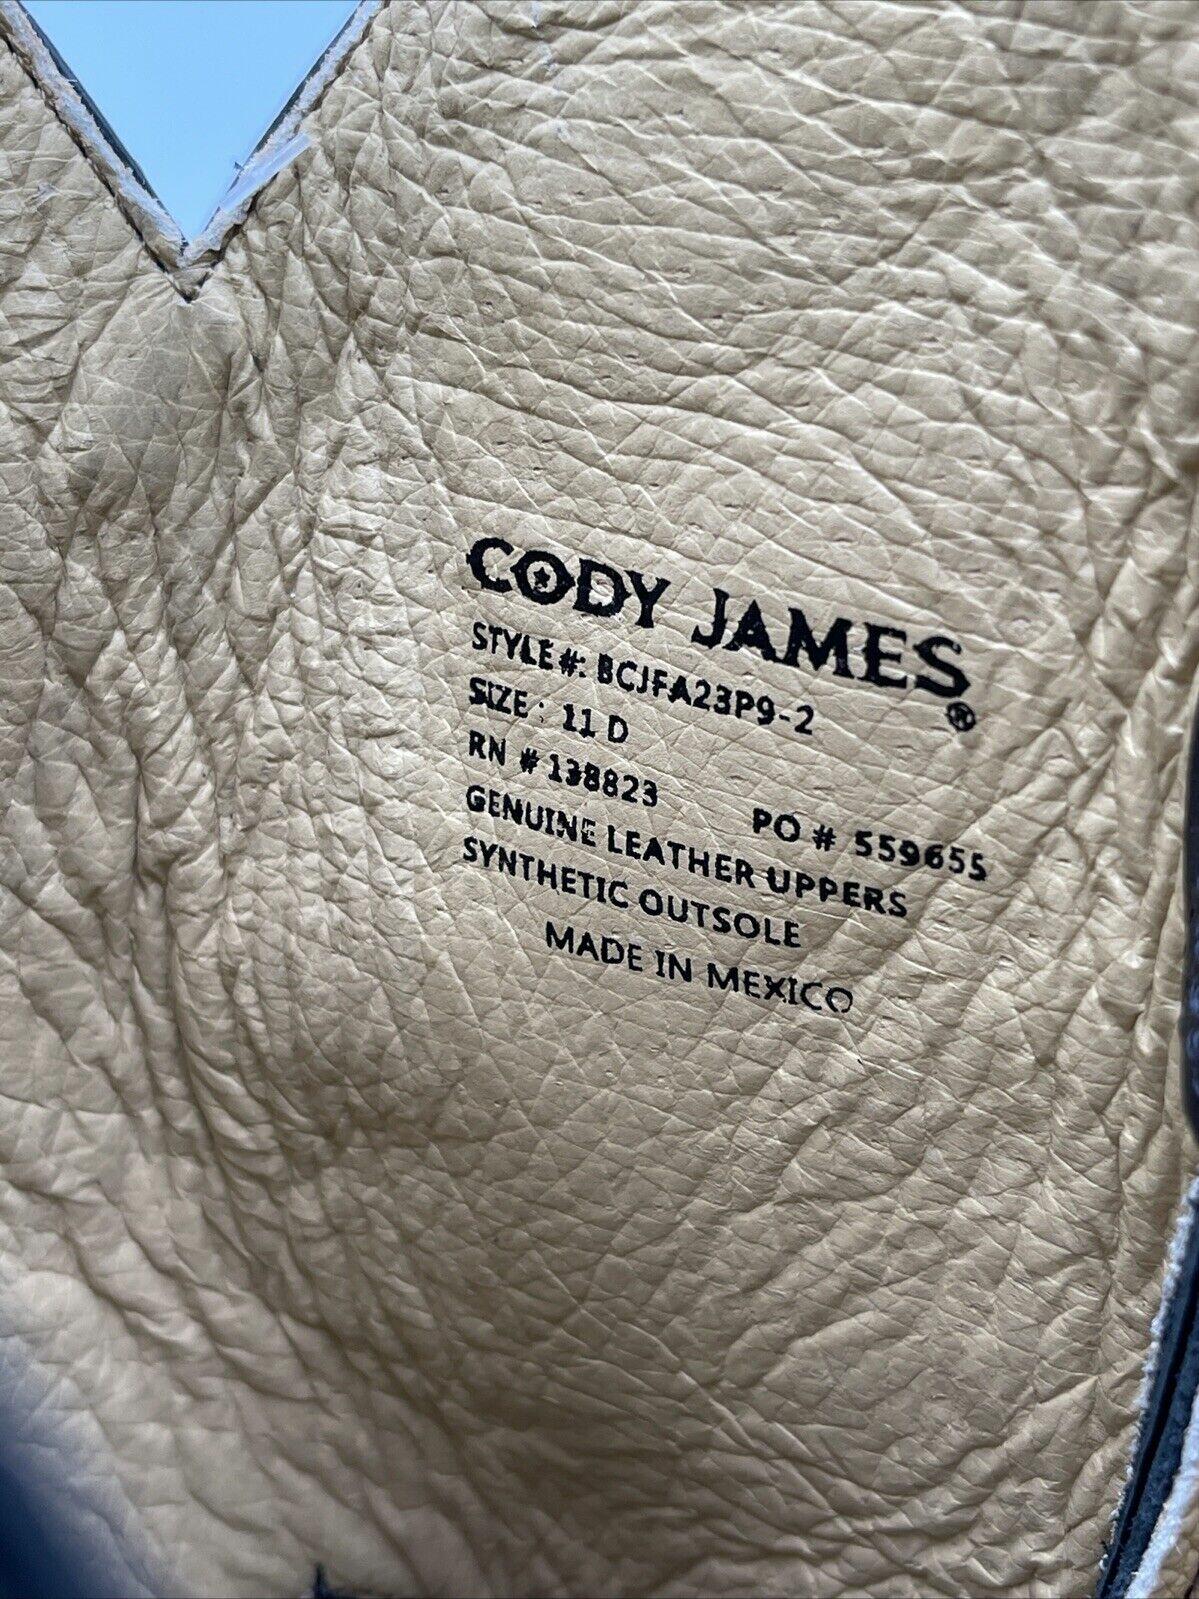 CODY JAMES®
STYLE#: BCJFA23P9-2
SIZE: 11 D
RN # 138823 PO # 559655
GENUINE LEATHER UPPERS
SYNTHETIC OUTSOLE
MADE IN MEXICO